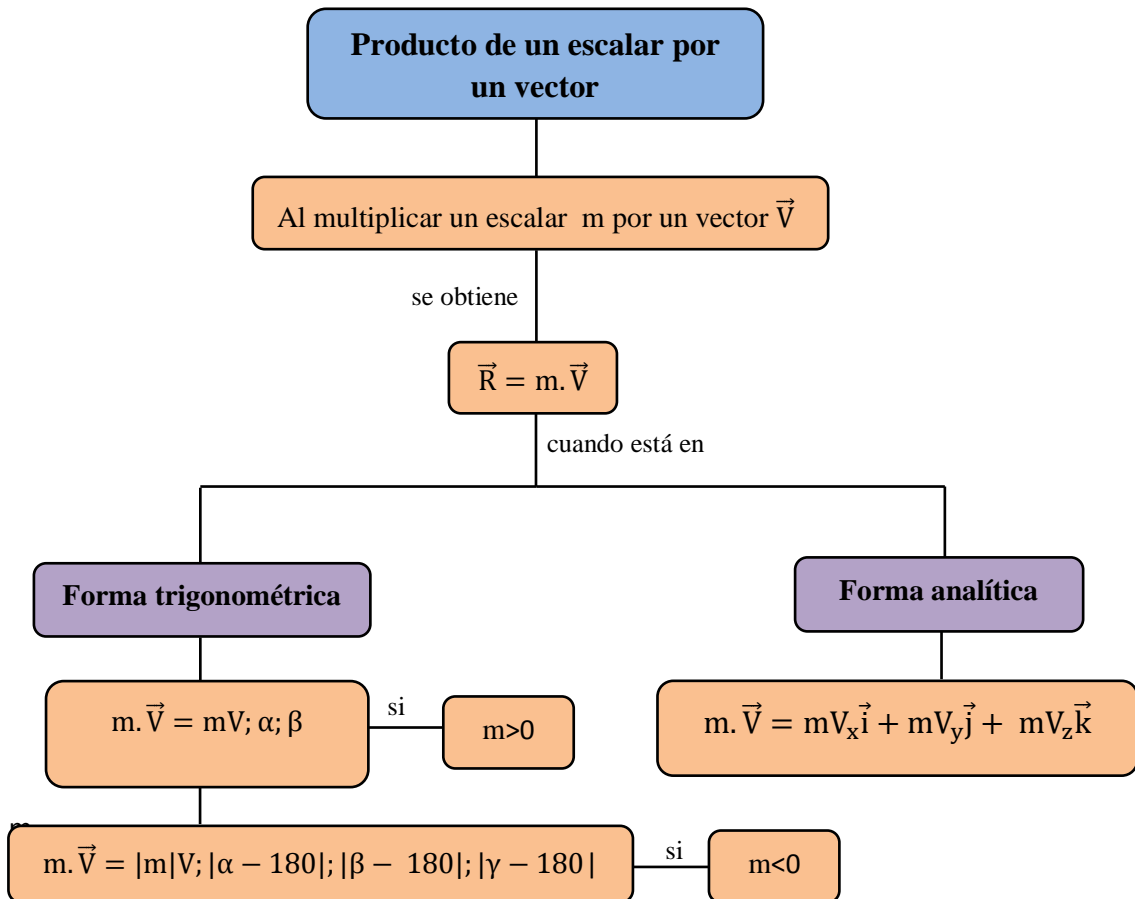 Producto de un escalar por
un vector
Al multiplicar un escalar m por un vector V⃗
se obtiene
R⃗ = m. V⃗
cuando está en
Forma trigonométrica
Forma analítica
m. V⃗ = mV; α; β
si
m>0
m. V⃗ = mVₓi⃗ + mV_yj⃗ + mV_zk⃗
m. V⃗ = |m|V; |α − 180|; |β − 180|; |γ − 180|
si
m<0